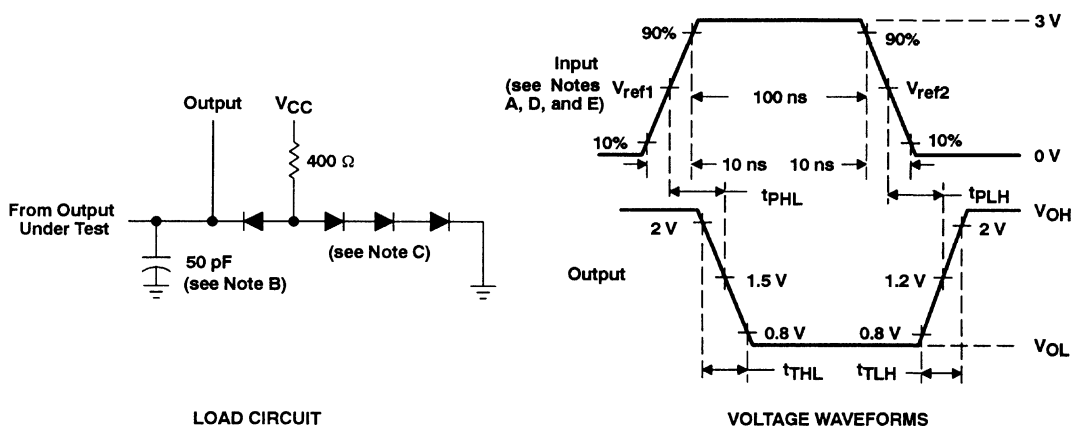 Output
VCC
400 Ω
From Output
Under Test
50 pF
(see Note B)
(see Note C)
LOAD CIRCUIT
3 V
90%
90%
Input
(see Notes
A, D, and E)
Vref1
100 ns
Vref2
10%
10%
10 ns
10 ns
0 V
tPHL
tPLH
VOH
2 V
2 V
Output
1.5 V
1.2 V
0.8 V
0.8 V
VOL
tTHL
tTLH
VOLTAGE WAVEFORMS